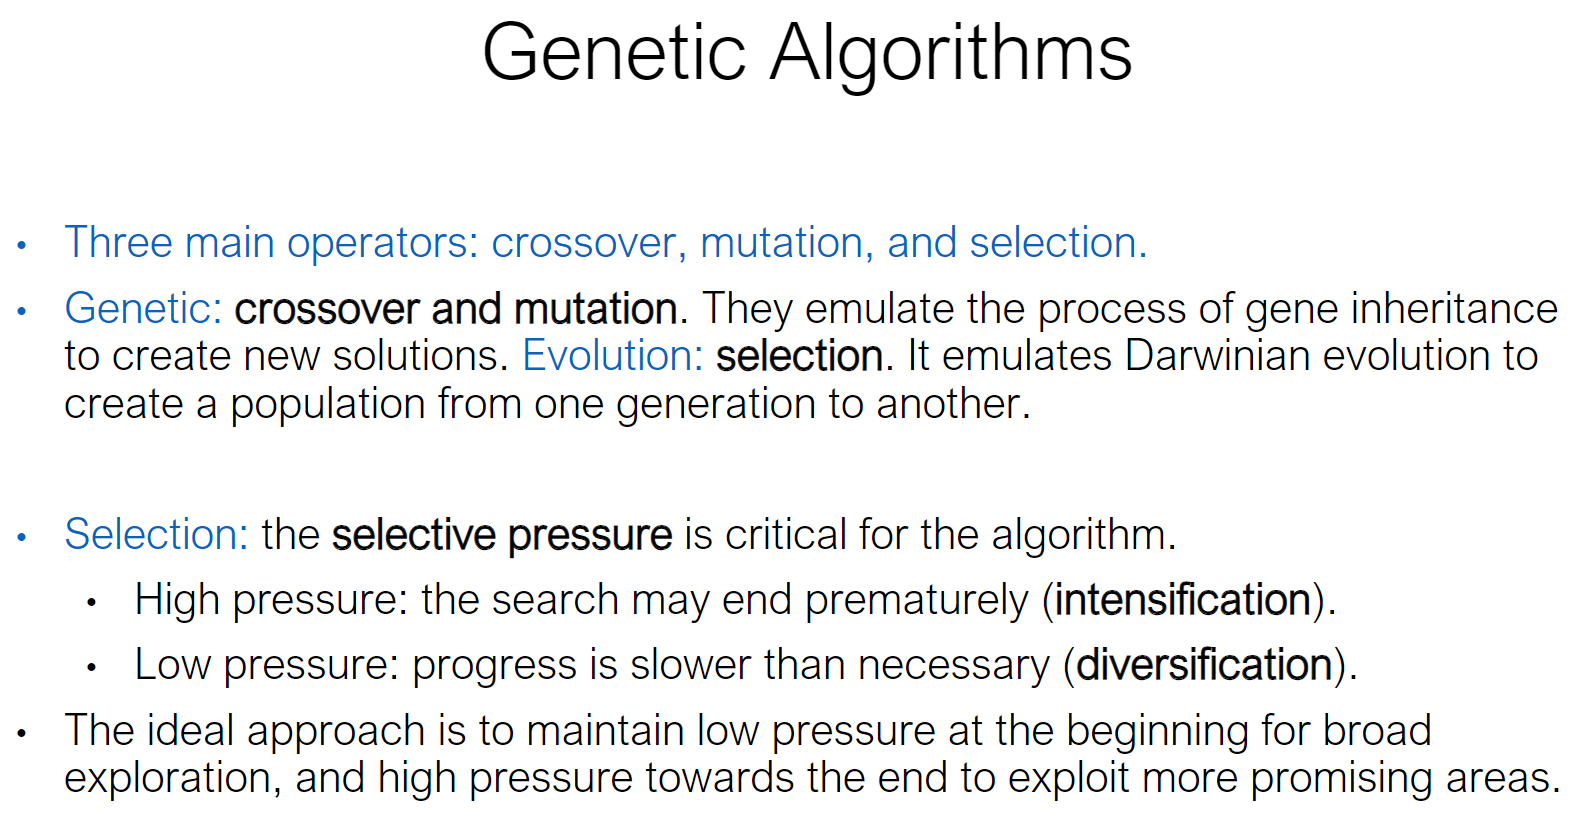 Genetic Algorithms
• Three main operators: crossover, mutation, and selection.
• Genetic: crossover and mutation. They emulate the process of gene inheritance
to create new solutions. Evolution: selection. It emulates Darwinian evolution to
create a population from one generation to another.
• Selection: the selective pressure is critical for the algorithm.
• High pressure: the search may end prematurely (intensification).
• Low pressure: progress is slower than necessary (diversification).
• The ideal approach is to maintain low pressure at the beginning for broad
exploration, and high pressure towards the end to exploit more promising areas.